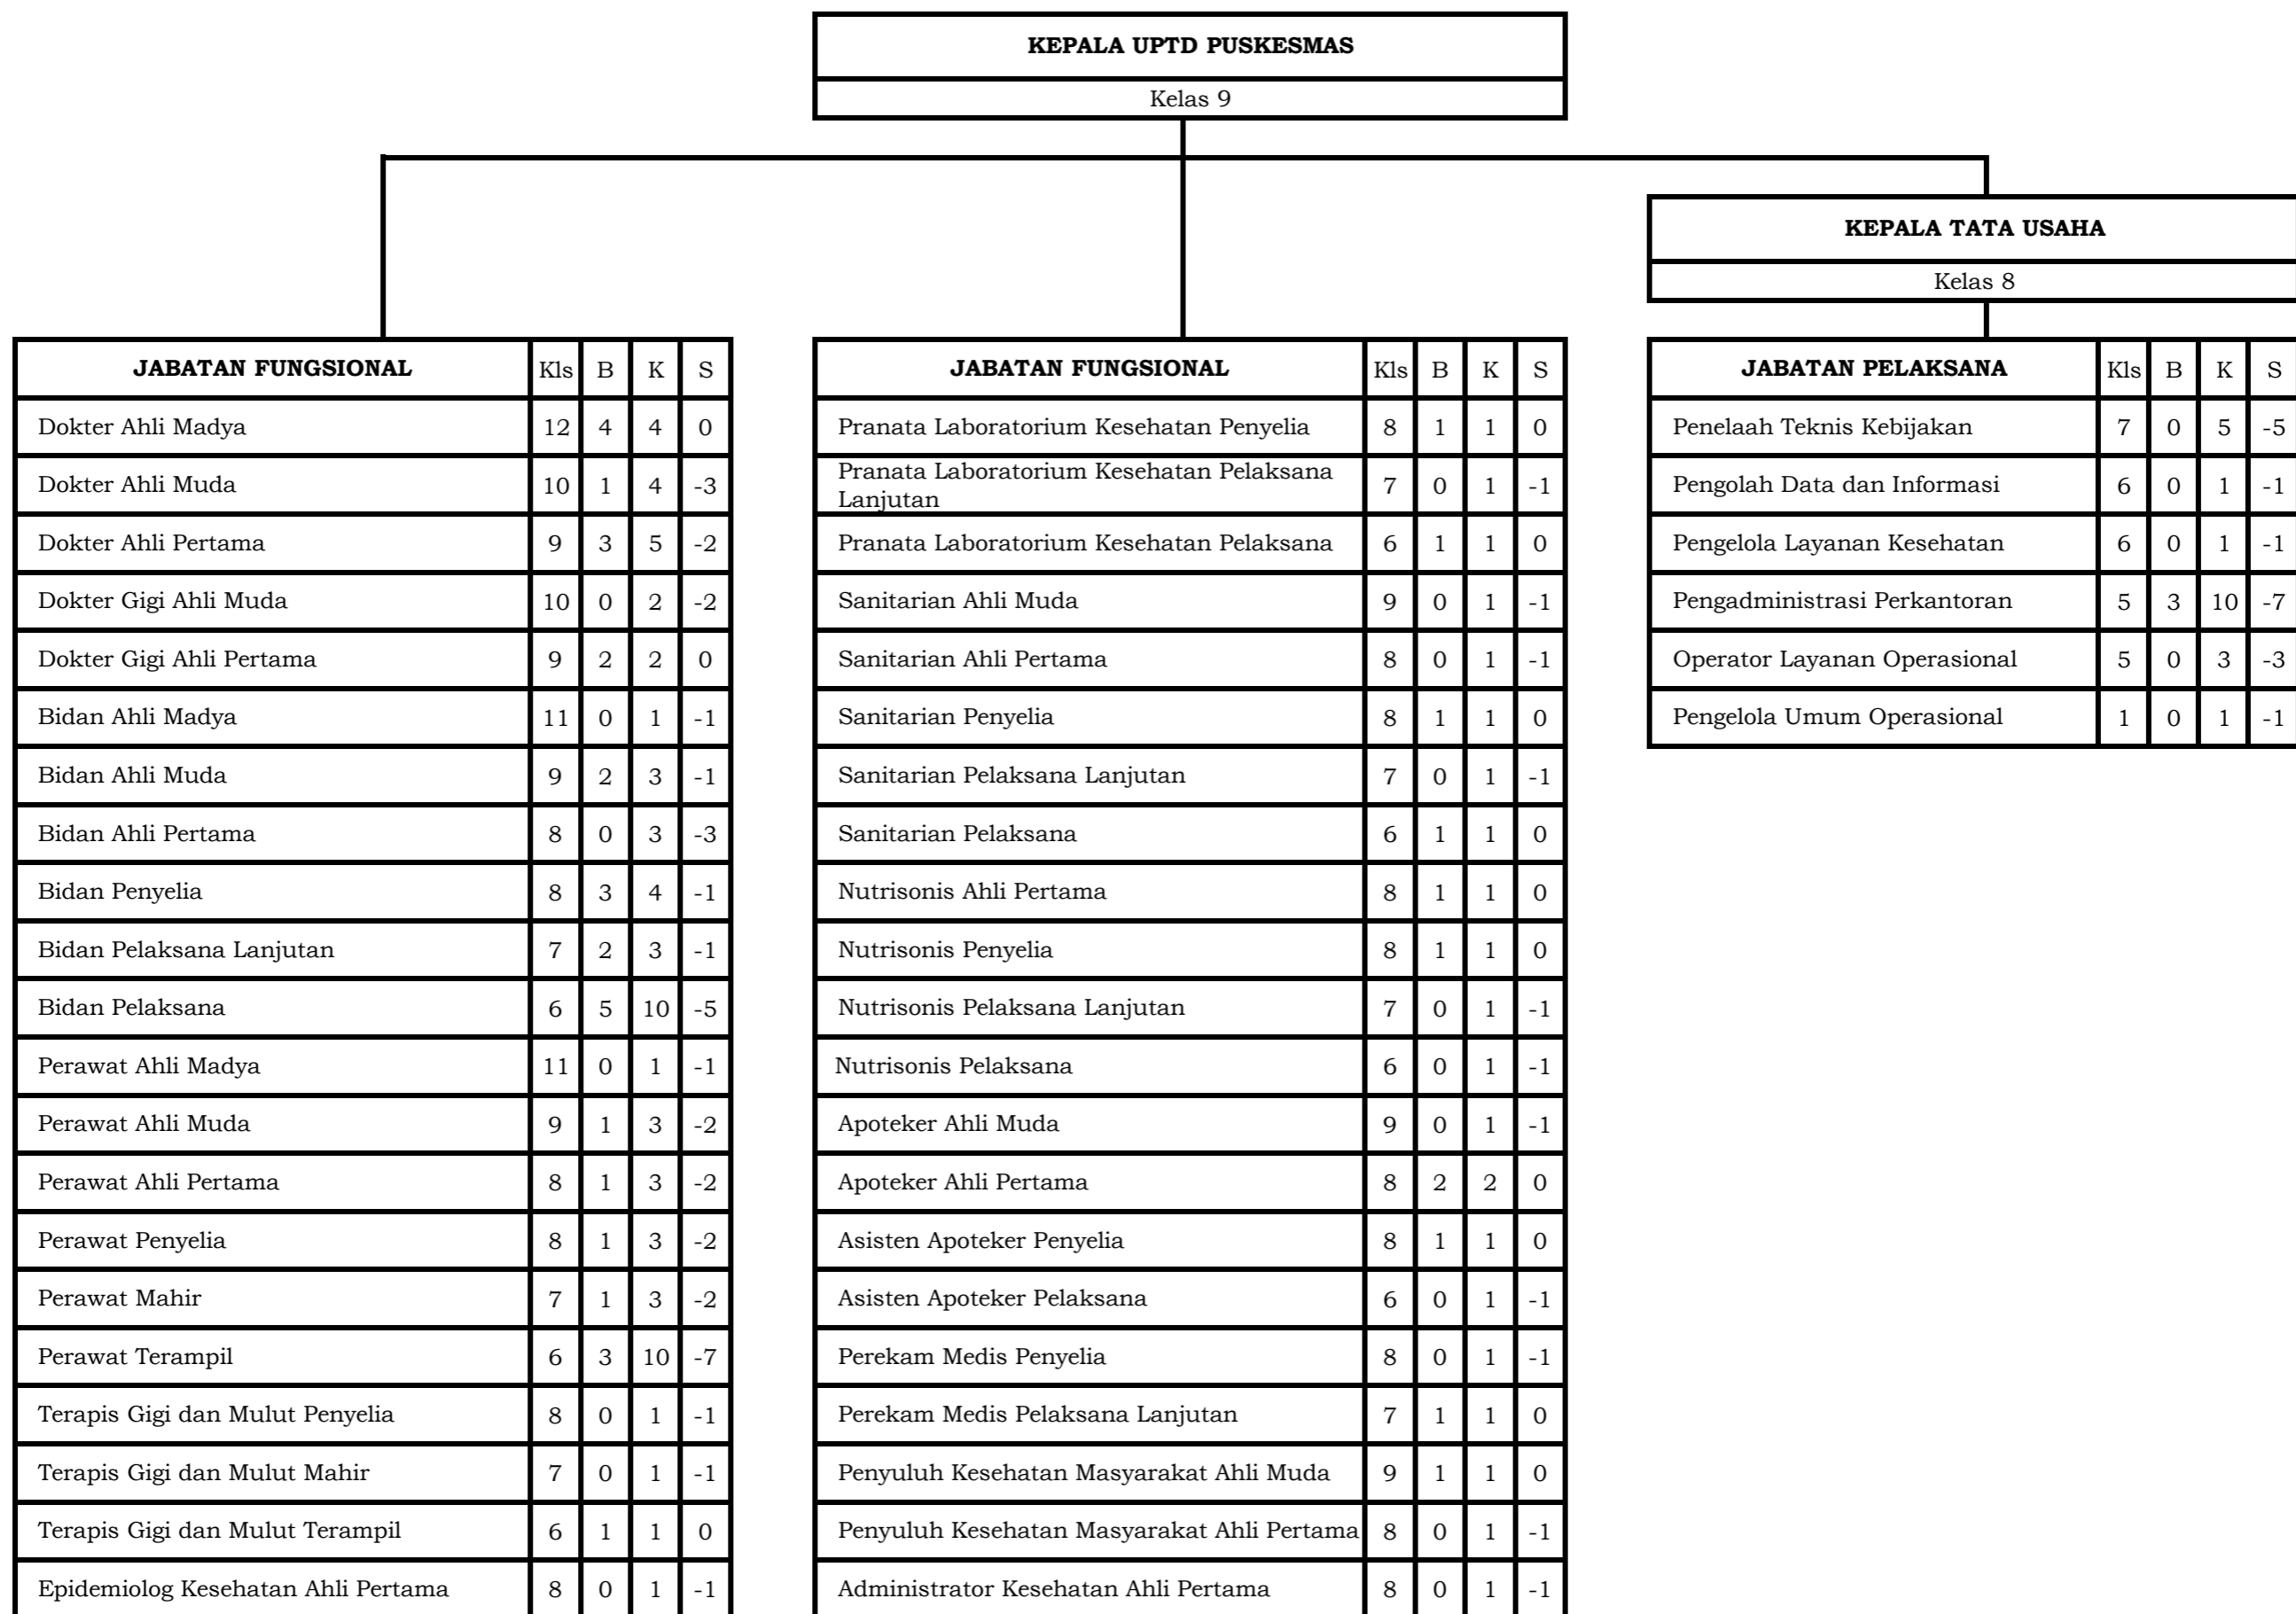 KEPALA UPTD PUSKESMAS
Kelas 9
KEPALA TATA USAHA
Kelas 8
JABATAN FUNGSIONAL Kls B K S
Dokter Ahli Madya 12 4 4 0
Dokter Ahli Muda 10 1 4 -3
Dokter Ahli Pertama 9 3 5 -2
Dokter Gigi Ahli Muda 10 0 2 -2
Dokter Gigi Ahli Pertama 9 2 2 0
Bidan Ahli Madya 11 0 1 -1
Bidan Ahli Muda 9 2 3 -1
Bidan Ahli Pertama 8 0 3 -3
Bidan Penyelia 8 3 4 -1
Bidan Pelaksana Lanjutan 7 2 3 -1
Bidan Pelaksana 6 5 10 -5
Perawat Ahli Madya 11 0 1 -1
Perawat Ahli Muda 9 1 3 -2
Perawat Ahli Pertama 8 1 3 -2
Perawat Penyelia 8 1 3 -2
Perawat Mahir 7 1 3 -2
Perawat Terampil 6 3 10 -7
Terapis Gigi dan Mulut Penyelia 8 0 1 -1
Terapis Gigi dan Mulut Mahir 7 0 1 -1
Terapis Gigi dan Mulut Terampil 6 1 1 0
Epidemiolog Kesehatan Ahli Pertama 8 0 1 -1
JABATAN FUNGSIONAL Kls B K S
Pranata Laboratorium Kesehatan Penyelia 8 1 1 0
Pranata Laboratorium Kesehatan Pelaksana
Lanjutan 7 0 1 -1
Pranata Laboratorium Kesehatan Pelaksana 6 1 1 0
Sanitarian Ahli Muda 9 0 1 -1
Sanitarian Ahli Pertama 8 0 1 -1
Sanitarian Penyelia 8 1 1 0
Sanitarian Pelaksana Lanjutan 7 0 1 -1
Sanitarian Pelaksana 6 1 1 0
Nutrisonis Ahli Pertama 8 1 1 0
Nutrisonis Penyelia 8 1 1 0
Nutrisonis Pelaksana Lanjutan 7 0 1 -1
Nutrisonis Pelaksana 6 0 1 -1
Apoteker Ahli Muda 9 0 1 -1
Apoteker Ahli Pertama 8 2 2 0
Asisten Apoteker Penyelia 8 1 1 0
Asisten Apoteker Pelaksana 6 0 1 -1
Perekam Medis Penyelia 8 0 1 -1
Perekam Medis Pelaksana Lanjutan 7 1 1 0
Penyuluh Kesehatan Masyarakat Ahli Muda 9 1 1 0
Penyuluh Kesehatan Masyarakat Ahli Pertama 8 0 1 -1
Administrator Kesehatan Ahli Pertama 8 0 1 -1
JABATAN PELAKSANA Kls B K S
Penelaah Teknis Kebijakan 7 0 5 -5
Pengolah Data dan Informasi 6 0 1 -1
Pengelola Layanan Kesehatan 6 0 1 -1
Pengadministrasi Perkantoran 5 3 10 -7
Operator Layanan Operasional 5 0 3 -3
Pengelola Umum Operasional 1 0 1 -1